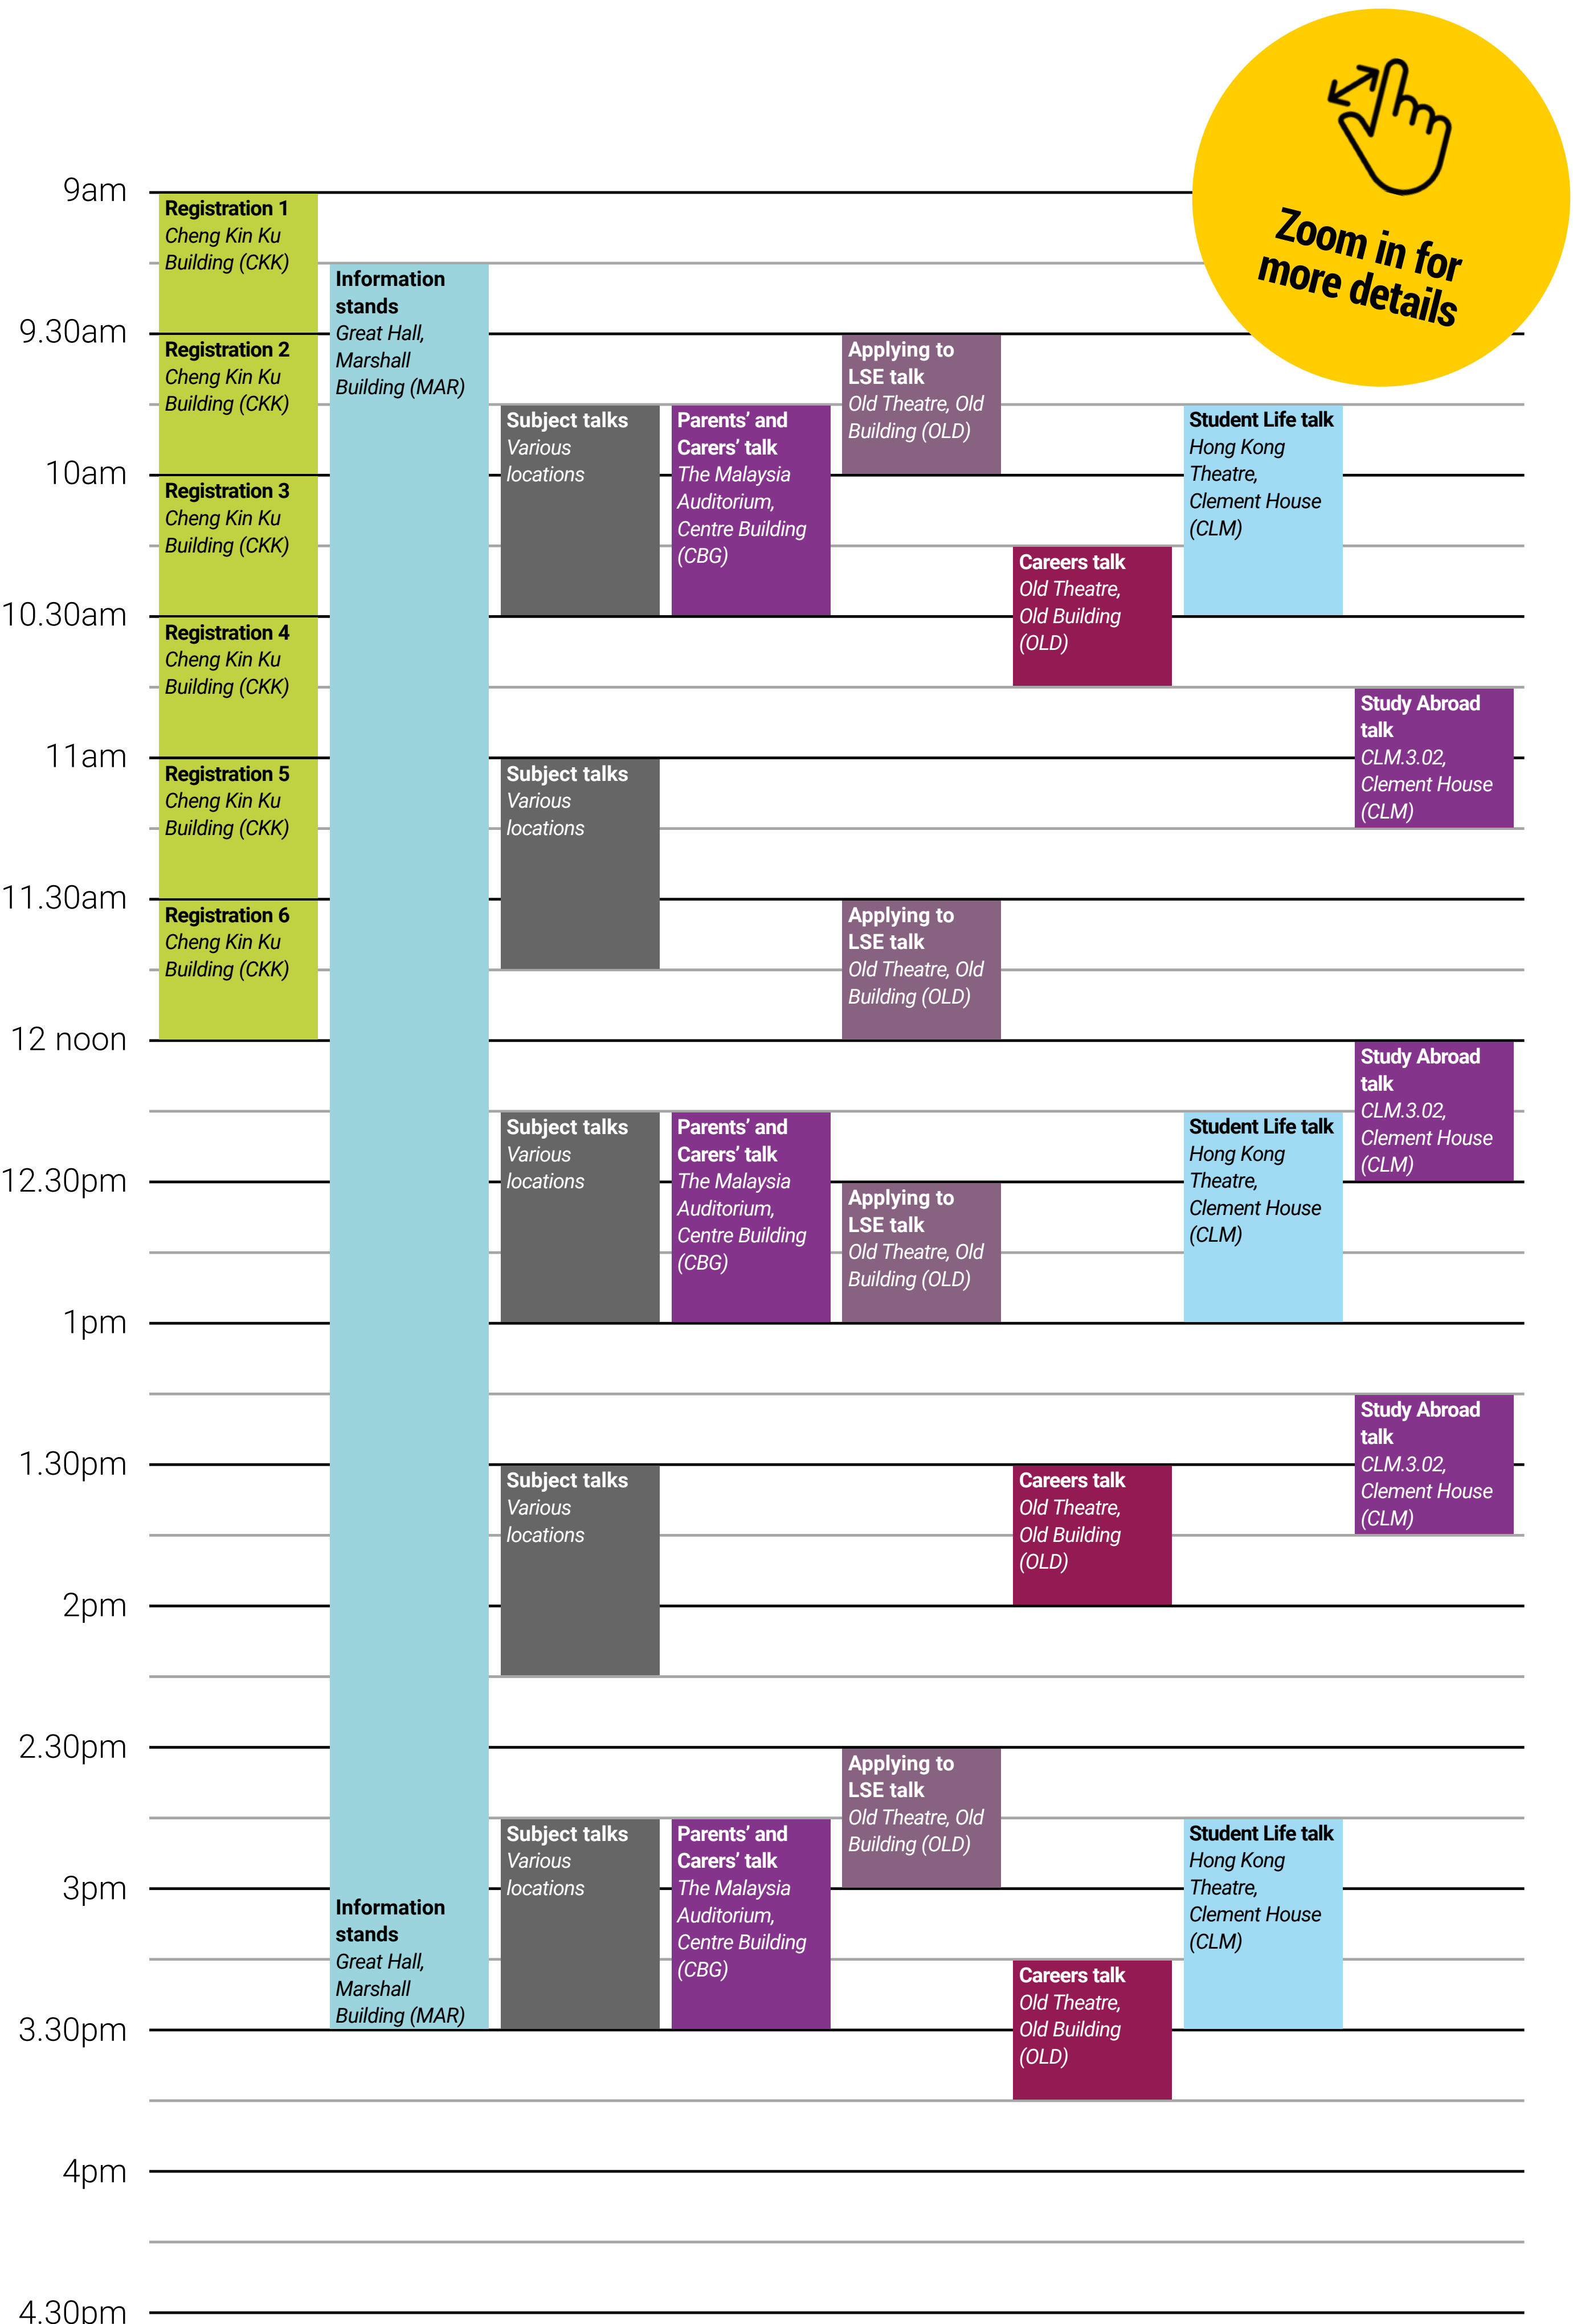 Zoom in for
more details
9am
Registration 1
Cheng Kin Ku
Building (CKK)
Information
stands
Great Hall,
Marshall
Building (MAR)
9.30am
Registration 2
Cheng Kin Ku
Building (CKK)
Applying to
LSE talk
Old Theatre, Old
Building (OLD)
Subject talks
Various
locations
Parents’ and
Carers’ talk
The Malaysia
Auditorium,
Centre Building
(CBG)
Student Life talk
Hong Kong
Theatre,
Clement House
(CLM)
10am
Registration 3
Cheng Kin Ku
Building (CKK)
Careers talk
Old Theatre,
Old Building
(OLD)
10.30am
Registration 4
Cheng Kin Ku
Building (CKK)
Study Abroad
talk
CLM.3.02,
Clement House
(CLM)
11am
Registration 5
Cheng Kin Ku
Building (CKK)
Subject talks
Various
locations
11.30am
Registration 6
Cheng Kin Ku
Building (CKK)
Applying to
LSE talk
Old Theatre, Old
Building (OLD)
12 noon
Study Abroad
talk
CLM.3.02,
Clement House
(CLM)
Subject talks
Various
locations
Parents’ and
Carers’ talk
The Malaysia
Auditorium,
Centre Building
(CBG)
Student Life talk
Hong Kong
Theatre,
Clement House
(CLM)
12.30pm
Applying to
LSE talk
Old Theatre, Old
Building (OLD)
1pm
Study Abroad
talk
CLM.3.02,
Clement House
(CLM)
1.30pm
Subject talks
Various
locations
Careers talk
Old Theatre,
Old Building
(OLD)
2pm
2.30pm
Applying to
LSE talk
Old Theatre, Old
Building (OLD)
Subject talks
Various
locations
Parents’ and
Carers’ talk
The Malaysia
Auditorium,
Centre Building
(CBG)
Student Life talk
Hong Kong
Theatre,
Clement House
(CLM)
3pm
Information
stands
Great Hall,
Marshall
Building (MAR)
Careers talk
Old Theatre,
Old Building
(OLD)
3.30pm
4pm
4.30pm